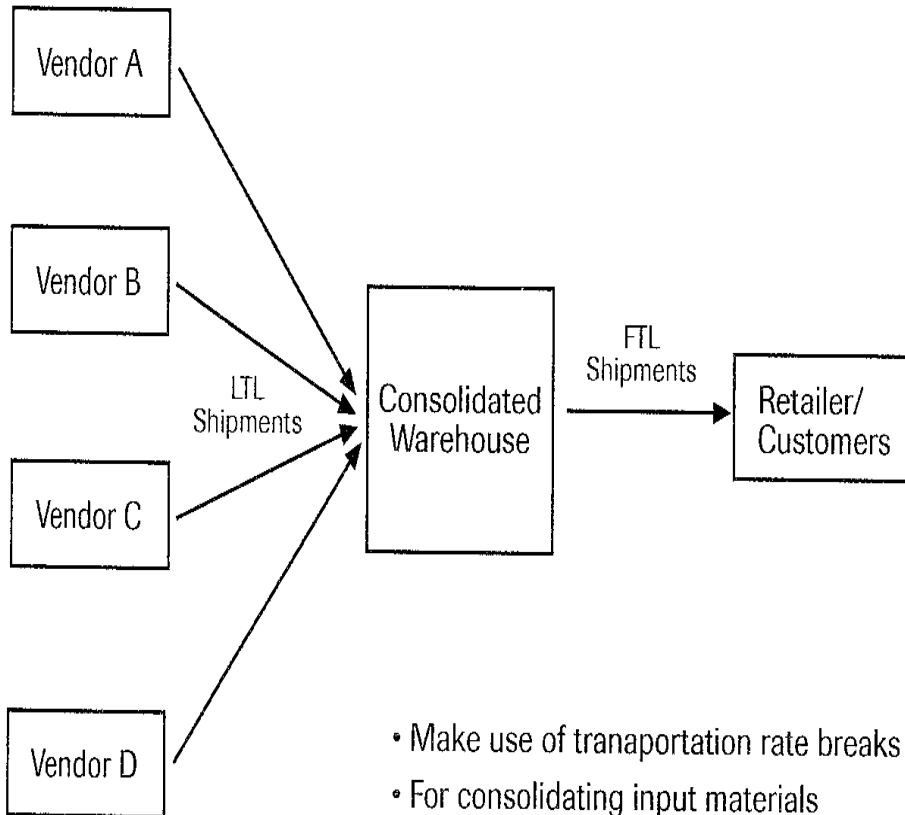 Vendor A
Vendor B
LTL
Shipments
Vendor C
Vendor D
Consolidated
Warehouse
FTL
Shipments
Retailer/
Customers
• Make use of tranaportation rate breaks
• For consolidating input materials